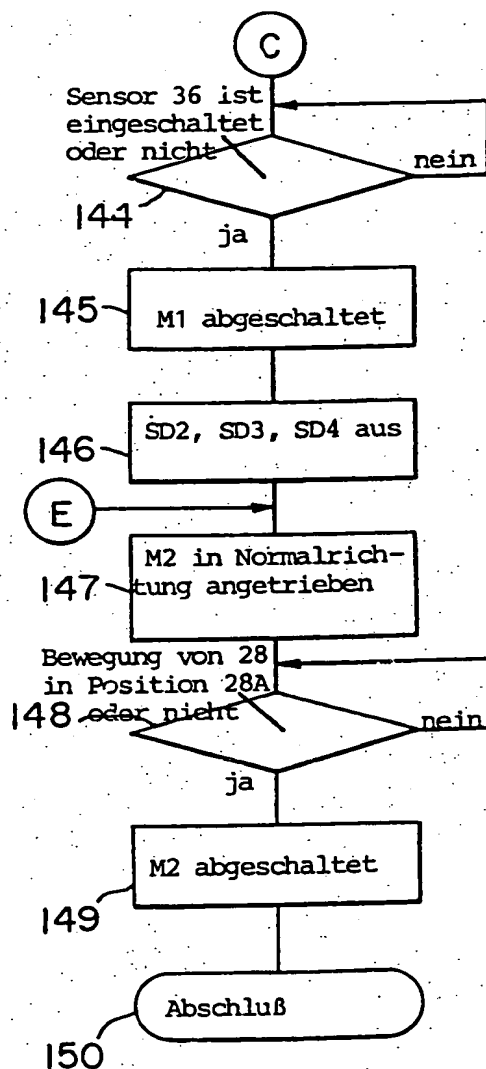 C
Sensor 36 ist
eingeschaltet
oder nicht
nein
144
ja
145
M1 abgeschaltet
146
SD2, SD3, SD4 aus
E
147
M2 in Normalrich-
tung angetrieben
Bewegung von 28
in Position 28A
oder nicht
148
nein
ja
149
M2 abgeschaltet
150
Abschluß